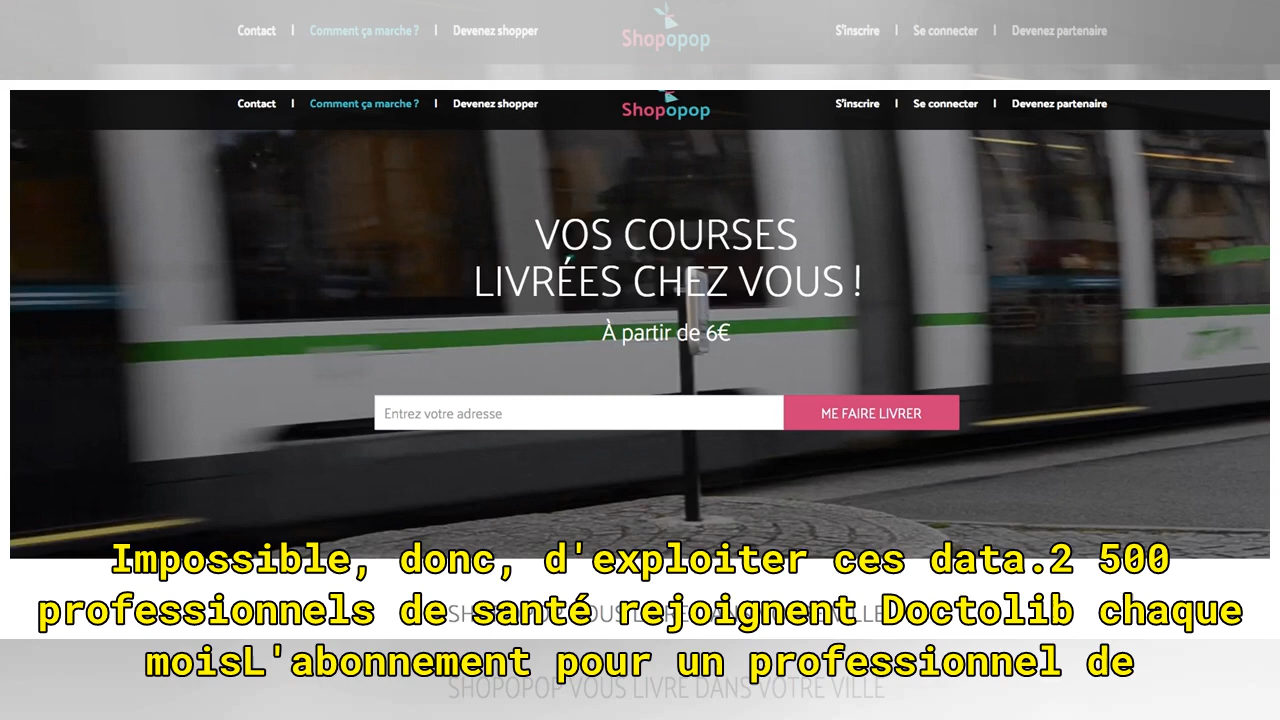 Contact | Comment ça marche ? | Devenez shopper Shopopop S'inscrire | Se connecter | Devenez partenaire
Contact | Comment ça marche ? | Devenez shopper Shopopop S'inscrire | Se connecter | Devenez partenaire
VOS COURSES
LIVRÉES CHEZ VOUS !
À partir de 6€
Entrez votre adresse ME FAIRE LIVRER
Impossible, donc, d'exploiter ces data.2 500
professionnels de santé rejoignent Doctolib chaque
moisL'abonnement pour un professionnel de
SHOPOPOP VOUS LIVRE DANS VOTRE VILLE